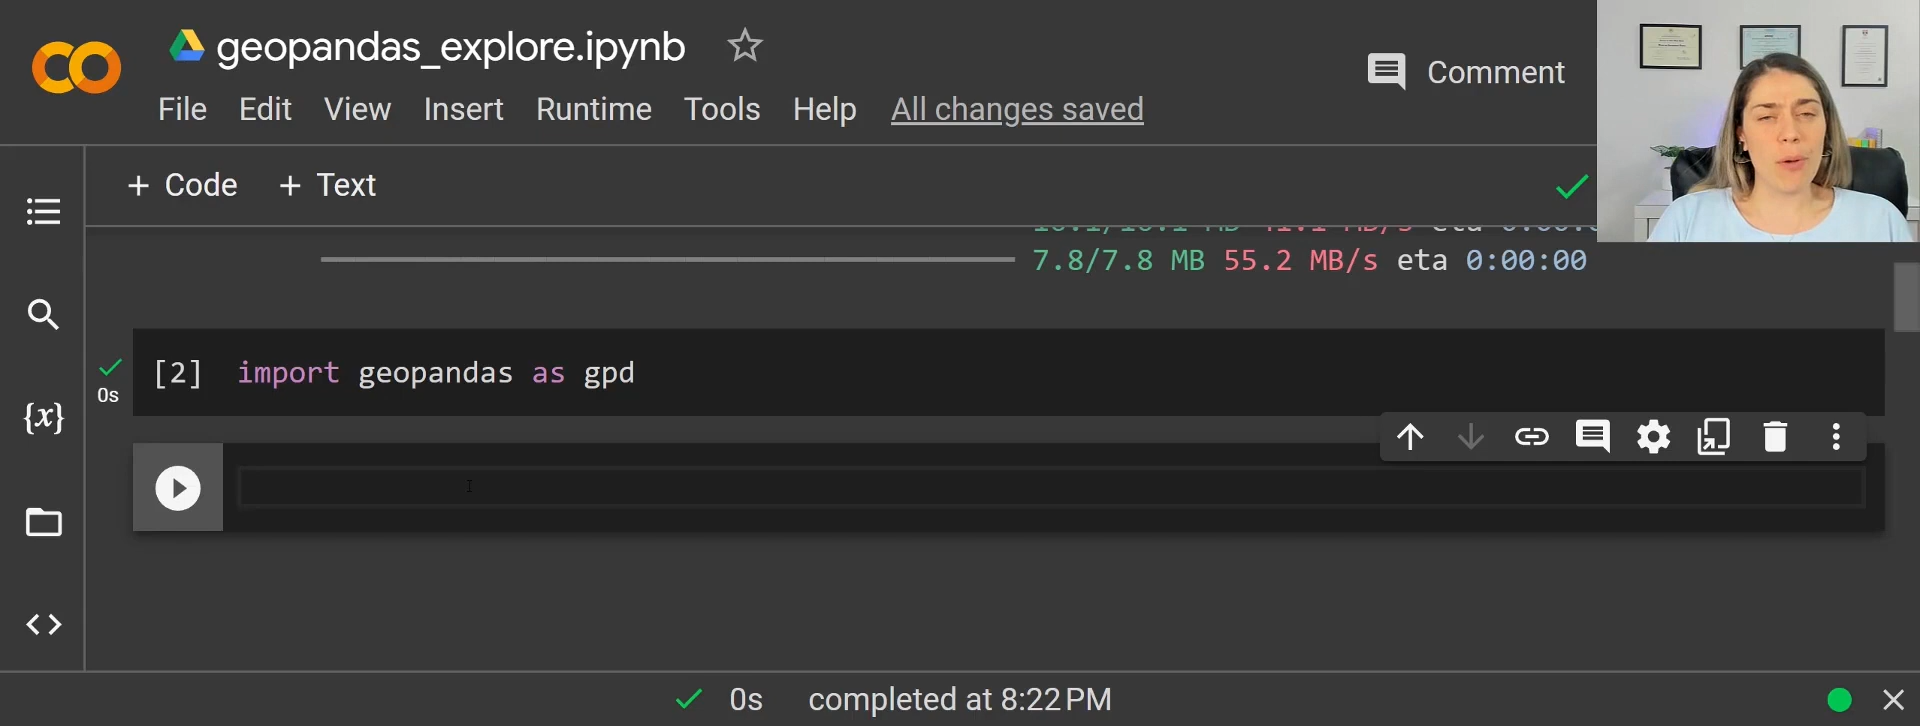 geopandas_explore.ipynb
Comment
File Edit View Insert Runtime Tools Help All changes saved
+ Code + Text
7.8/7.8 MB 55.2 MB/s eta 0:00:00
[2] import geopandas as gpd
0s
{x}
0s completed at 8:22 PM